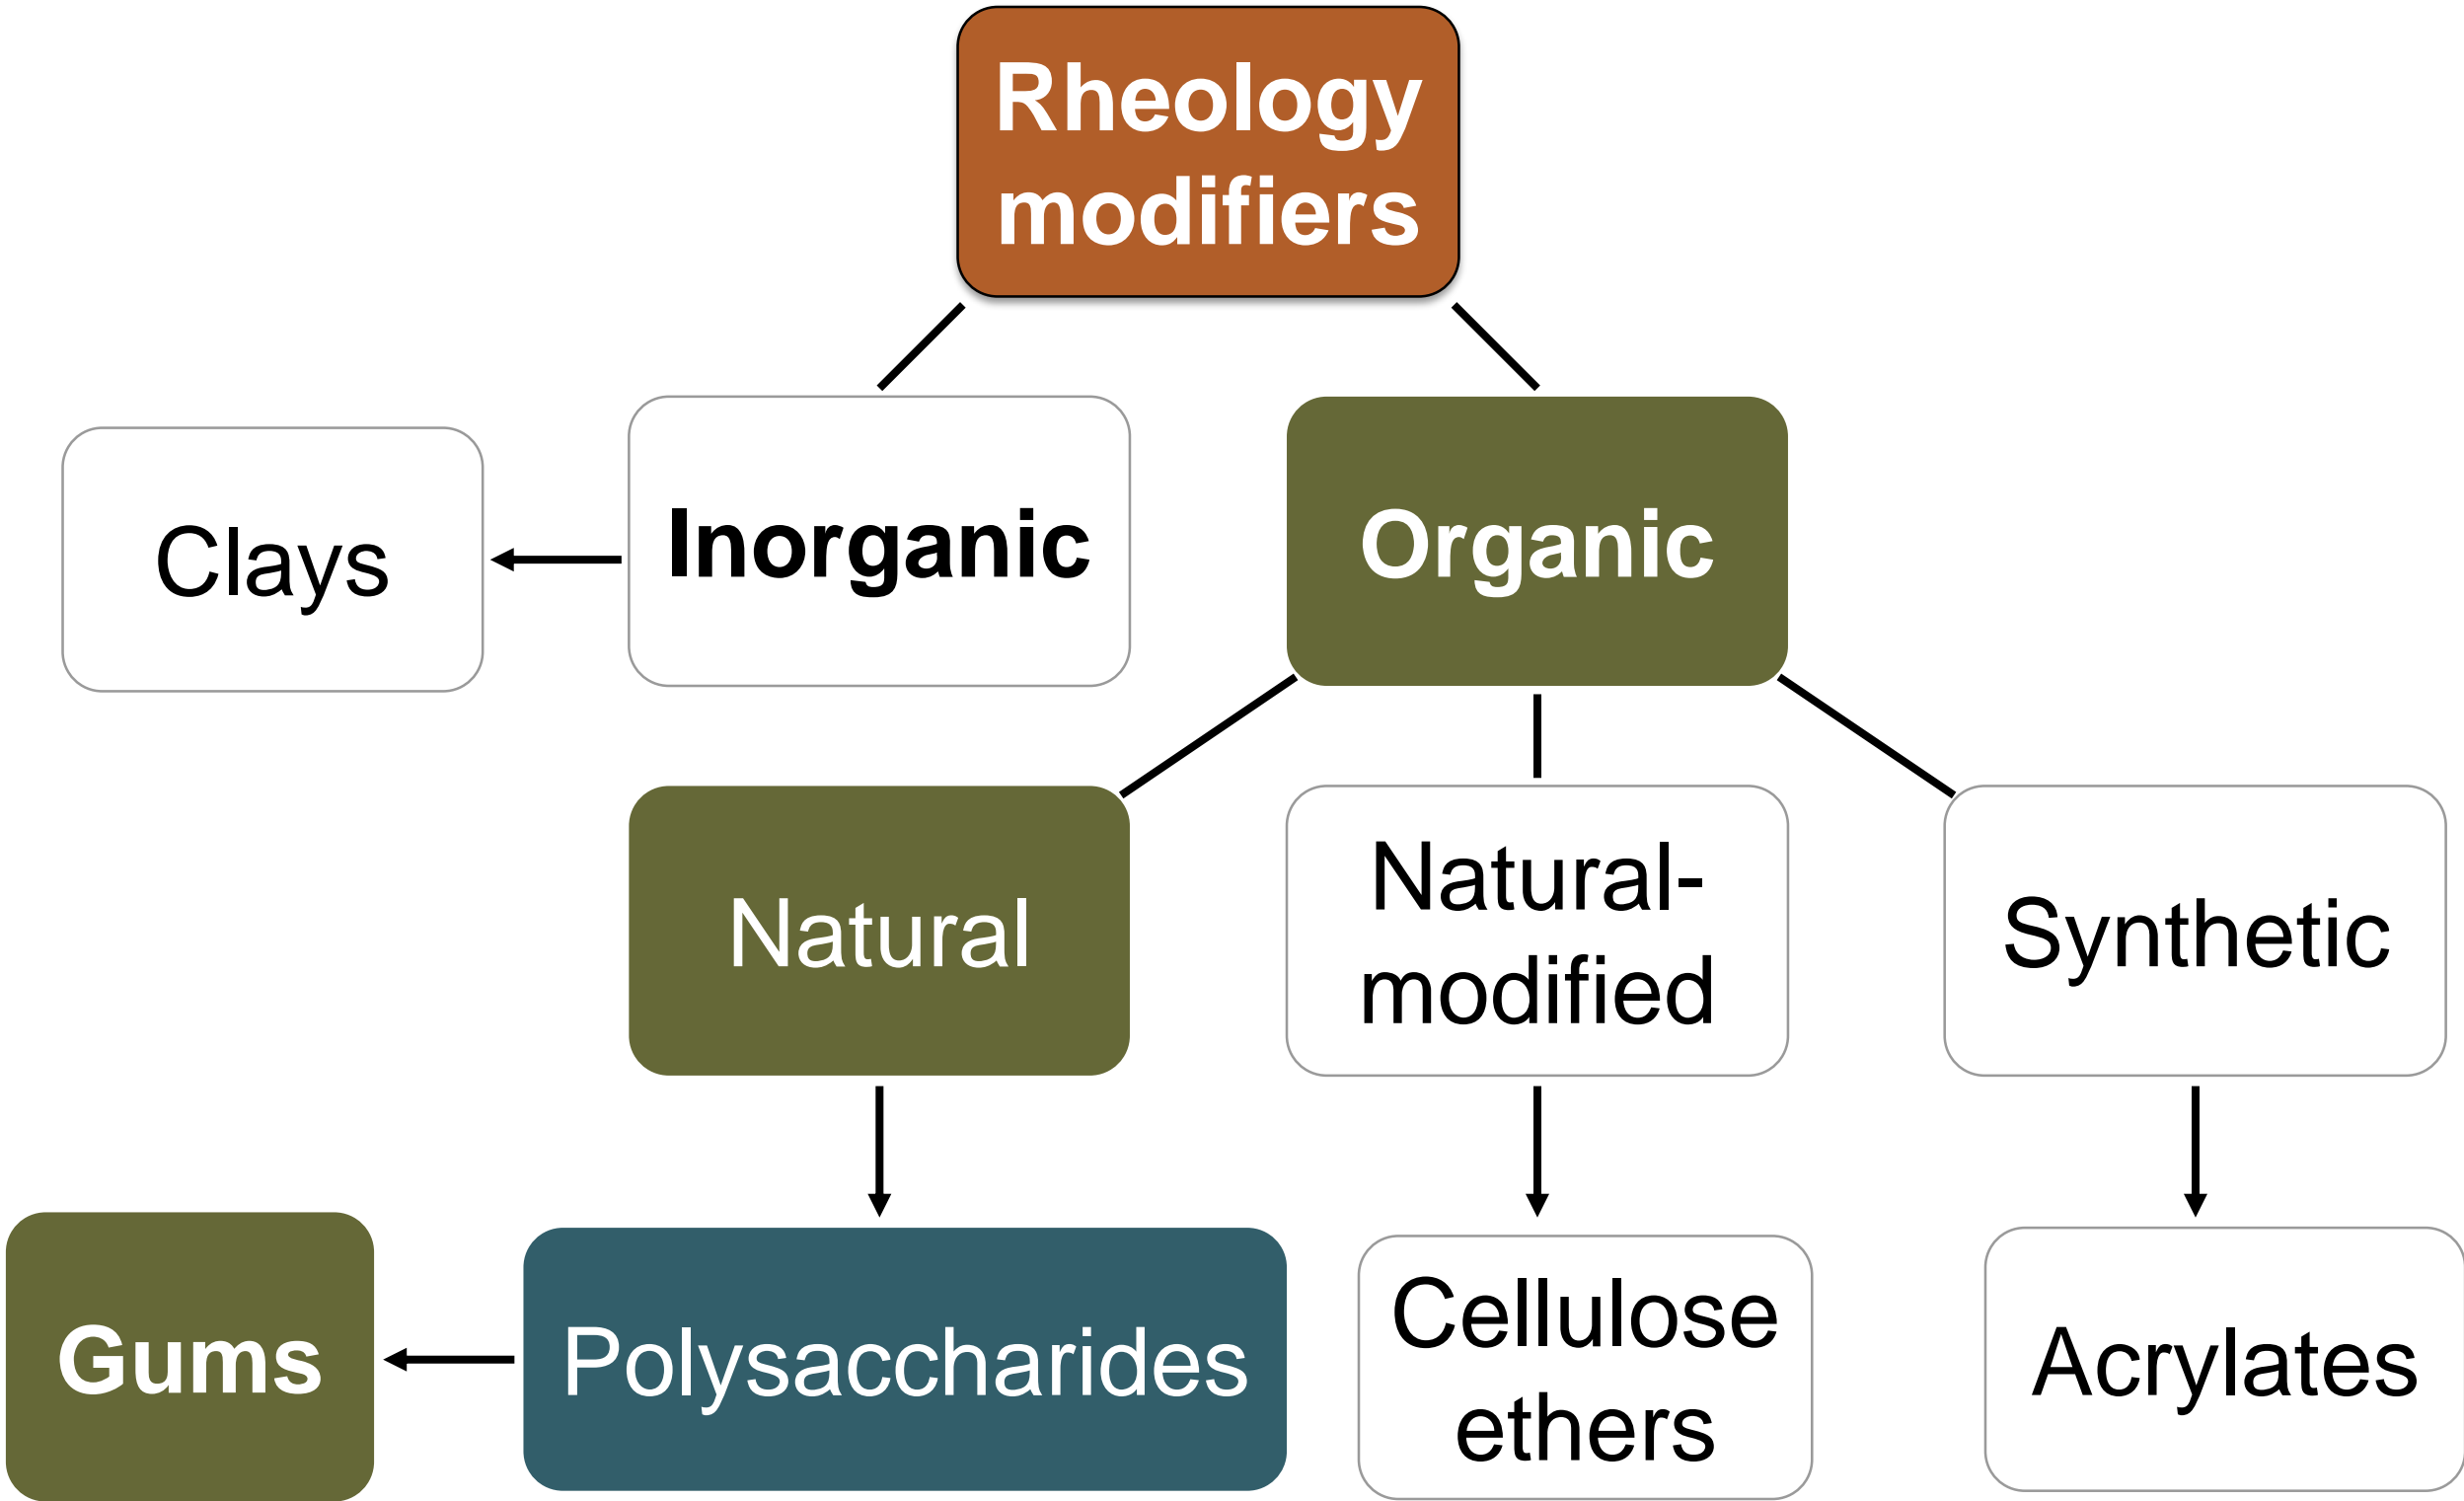 Rheology
modifiers
Clays
Inorganic
Organic
Natural
Natural-
modified
Synthetic
Gums
Polysaccharides
Cellulose
ethers
Acrylates